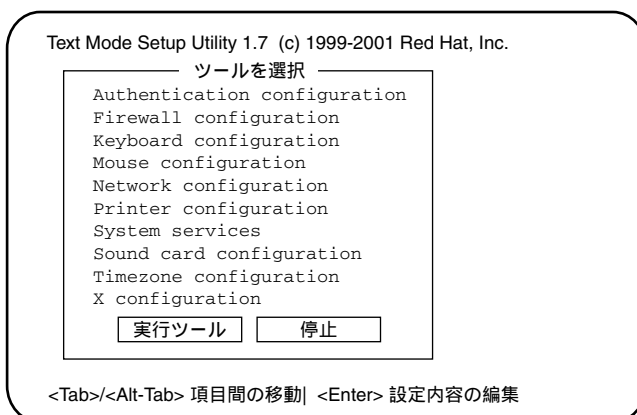 Text Mode Setup Utility 1.7 (c) 1999-2001 Red Hat, Inc.
ツールを選択
Authentication configuration
Firewall configuration
Keyboard configuration
Mouse configuration
Network configuration
Printer configuration
System services
Sound card configuration
Timezone configuration
X configuration
実行ツール 停止
<Tab>/<Alt-Tab> 項目間の移動| <Enter> 設定内容の編集